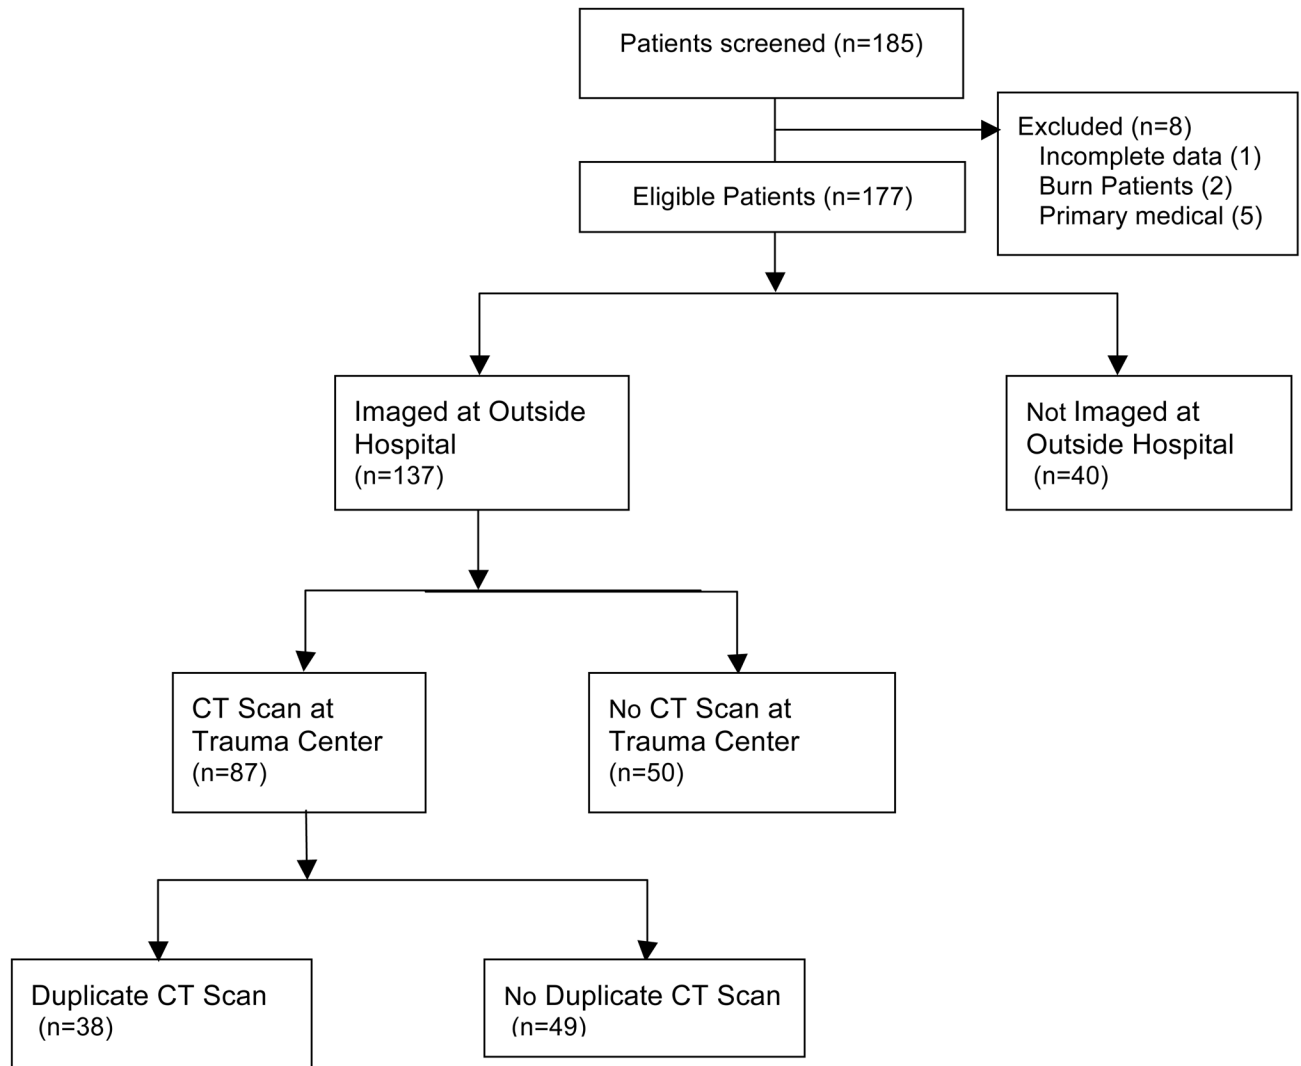 Patients screened (n=185)
Excluded (n=8)
Incomplete data (1)
Burn Patients (2)
Primary medical (5)
Eligible Patients (n=177)
Imaged at Outside
Hospital
(n=137)
Not Imaged at
Outside Hospital
(n=40)
CT Scan at
Trauma Center
(n=87)
No CT Scan at
Trauma Center
(n=50)
Duplicate CT Scan
(n=38)
No Duplicate CT Scan
(n=49)